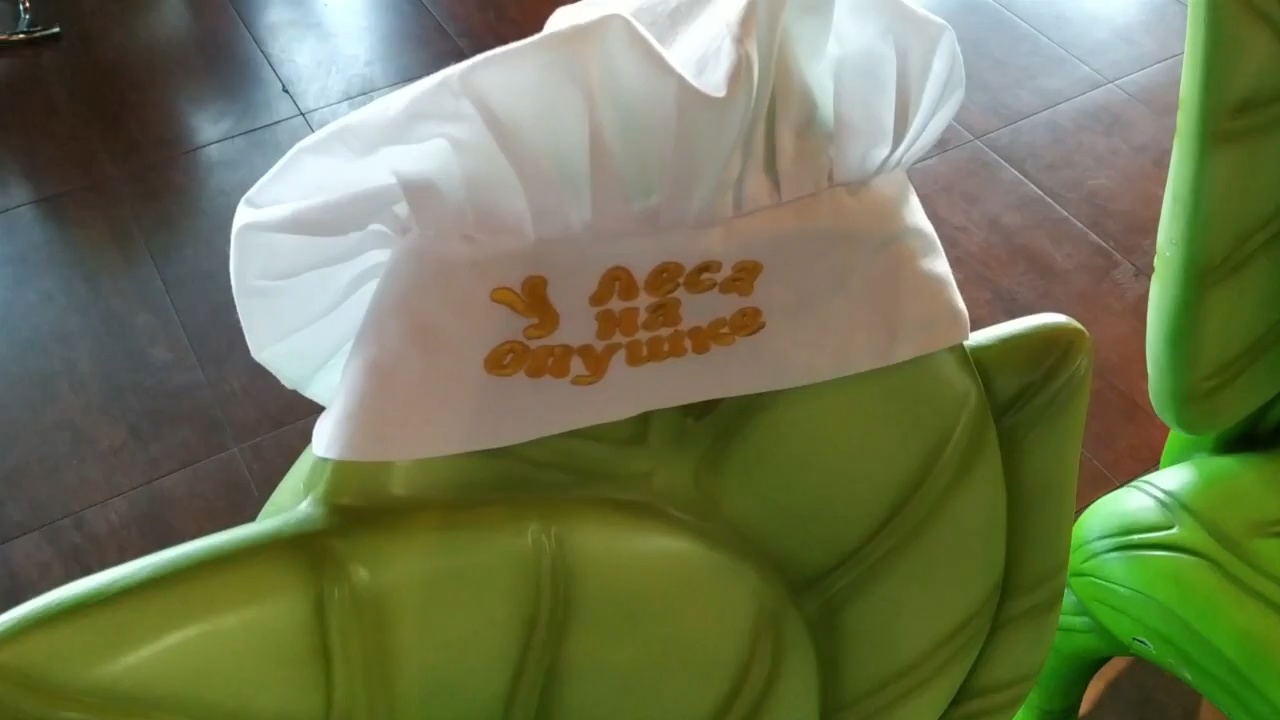 У леса
на
опушке